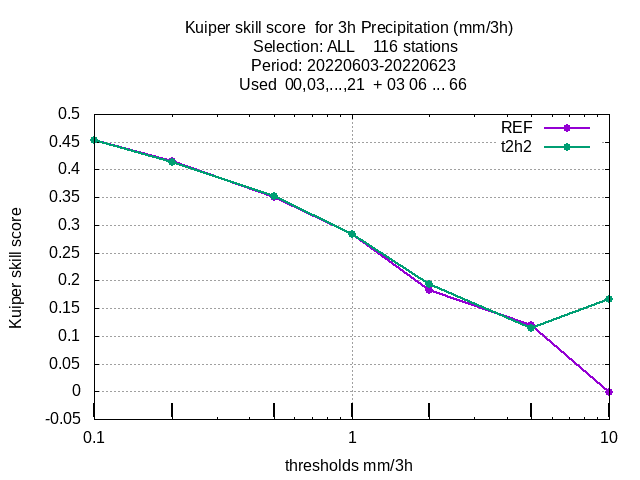 Kuiper skill score  for 3h Precipitation (mm/3h)
Selection: ALL    116 stations
Period: 20220603-20220623
Used  00,03,...,21  + 03 06 ... 66
0.5
0.45
0.4
0.35
0.3
0.25
0.2
0.15
0.1
0.05
0
-0.05
Kuiper skill score
REF
t2h2
0.1
1
10
thresholds mm/3h